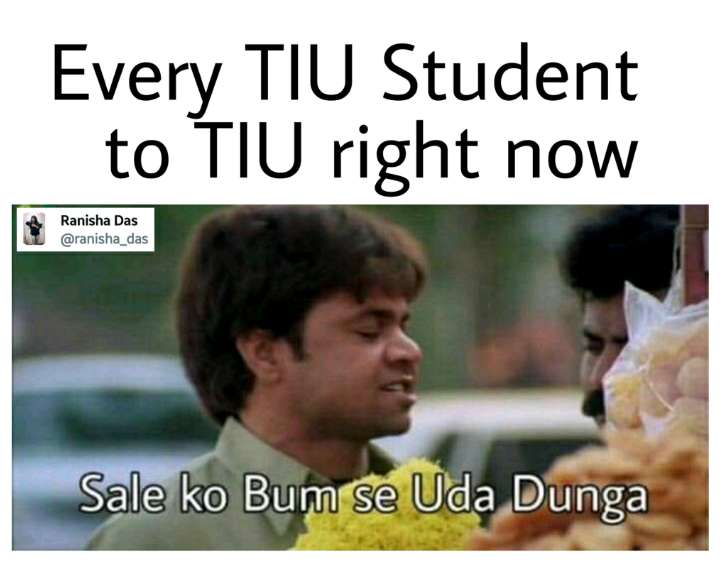 Every TIU Student
to TIU right now
Ranisha Das
@ranisha_das
Sale ko Bum se Uda Dunga